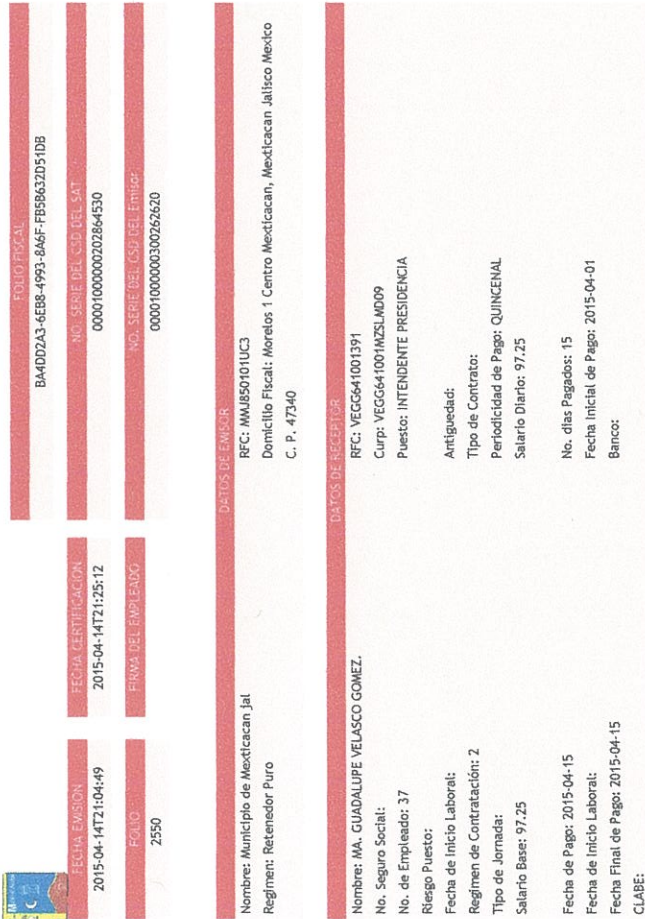 FOLIO FISCAL
BA4DD2A3-6EB8-4993-8A6F-FB5B632D51DB
FECHA EMISION
FECHA CERTIFICACION
NO. SERIE DEL CSD DEL SAT
2015-04-14T21:04:49
2015-04-14T21:25:12
00001000000202864530
FOLIO
FIRMA DEL EMPLEADO
NO. SERIE DEL CSD DEL Emisor
2550
00001000000300262620
DATOS DE EMISOR
Nombre: Municipio de Mexticacan jal
RFC: MMJ850101UC3
Regimen: Retenedor Puro
Domicilio Fiscal: Morelos 1 Centro Mexticacan, Mexticacan Jalisco Mexico
C. P. 47340
DATOS DE RECEPTOR
Nombre: MA. GUADALUPE VELASCO GOMEZ.
RFC: VEGG641001391
No. Seguro Social:
Curp: VEGG641001MZSLMD09
No. de Empleado: 37
Puesto: INTENDENTE PRESIDENCIA
Riesgo Puesto:
Fecha de Inicio Laboral:
Antiguedad:
Regimen de Contratación: 2
Tipo de Contrato:
Tipo de Jornada:
Periodicidad de Pago: QUINCENAL
Salario Base: 97.25
Salario Diario: 97.25
Fecha de Pago: 2015-04-15
No. dias Pagados: 15
Fecha de Inicio Laboral:
Fecha Inicial de Pago: 2015-04-01
Fecha Final de Pago: 2015-04-15
Banco:
CLABE: